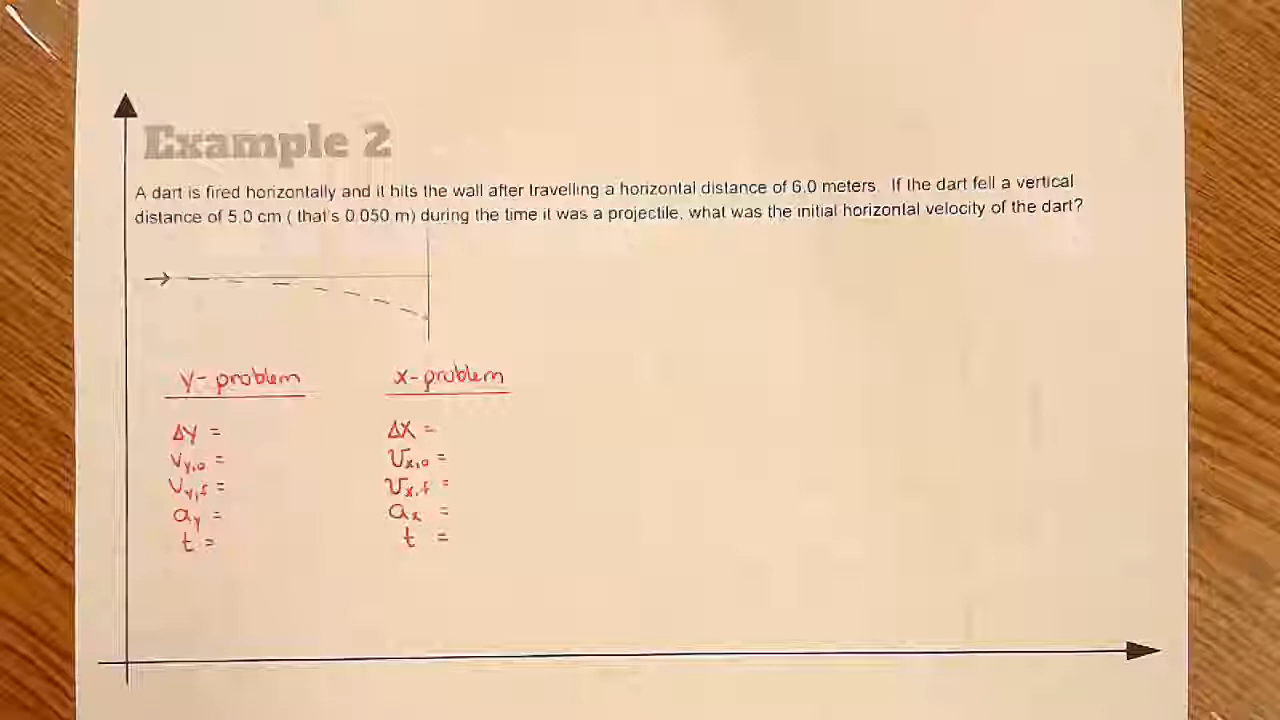 Example 2
A dart is fired horizontally and it hits the wall after travelling a horizontal distance of 6.0 meters. If the dart fell a vertical
distance of 5.0 cm ( that's 0.050 m) during the time it was a projectile, what was the initial horizontal velocity of the dart?
y-problem x-problem
Δy = Δx =
Vy,o = Vx,o =
Vy,f = Vx,f =
ay = ax =
t = t =